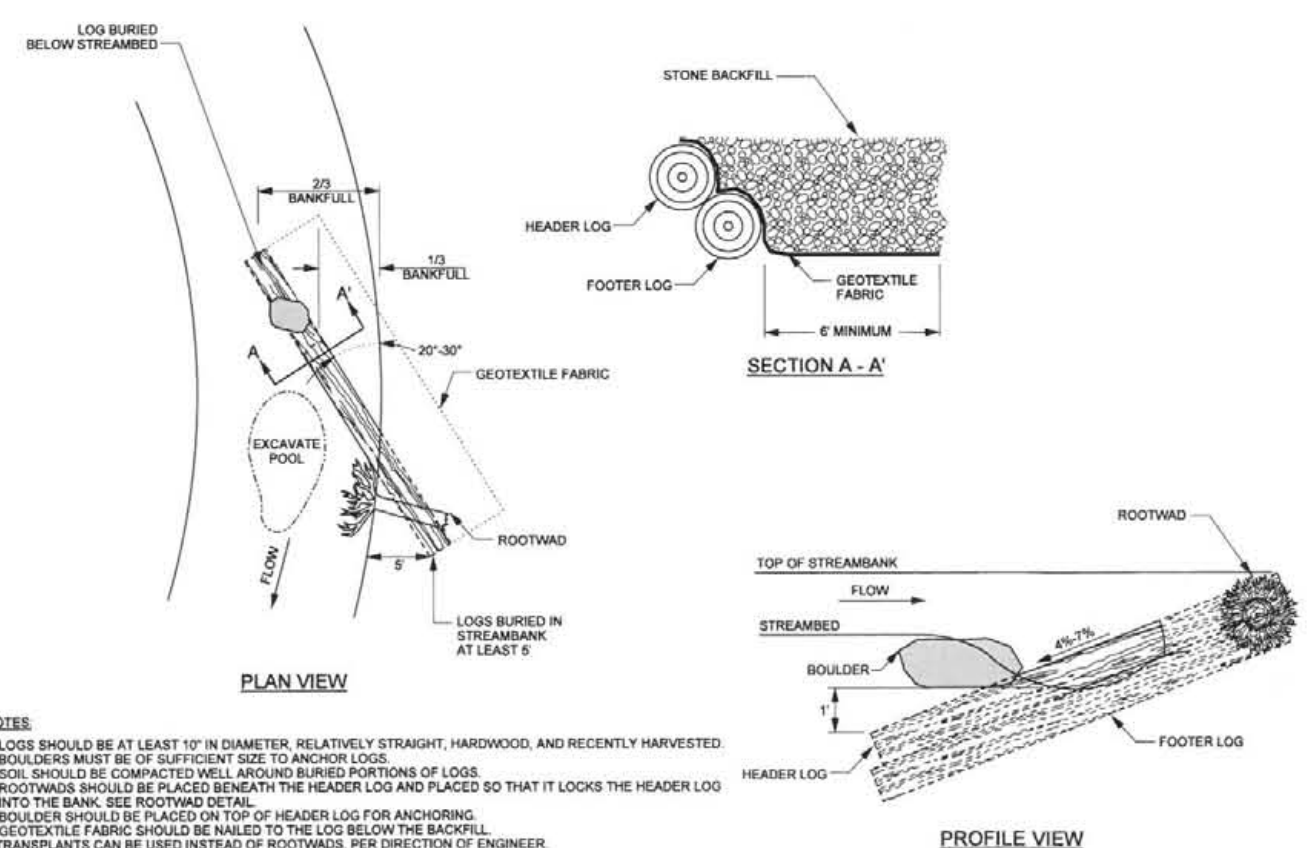 LOG BURIED
BELOW STREAMBED
2/3
BANKFULL
1/3
BANKFULL
A'
A
20°-30°
GEOTEXTILE FABRIC
EXCAVATE
POOL
ROOTWAD
5'
FLOW
LOGS BURIED IN
STREAMBANK
AT LEAST 5'
PLAN VIEW
STONE BACKFILL
HEADER LOG
FOOTER LOG
GEOTEXTILE
FABRIC
6' MINIMUM
SECTION A - A'
ROOTWAD
TOP OF STREAMBANK
FLOW
STREAMBED
4%-7%
BOULDER
1'
HEADER LOG
FOOTER LOG
PROFILE VIEW
OTES:
LOGS SHOULD BE AT LEAST 10" IN DIAMETER, RELATIVELY STRAIGHT, HARDWOOD, AND RECENTLY HARVESTED.
BOULDERS MUST BE OF SUFFICIENT SIZE TO ANCHOR LOGS.
SOIL SHOULD BE COMPACTED WELL AROUND BURIED PORTIONS OF LOGS.
ROOTWADS SHOULD BE PLACED BENEATH THE HEADER LOG AND PLACED SO THAT IT LOCKS THE HEADER LOG
INTO THE BANK. SEE ROOTWAD DETAIL.
BOULDER SHOULD BE PLACED ON TOP OF HEADER LOG FOR ANCHORING.
GEOTEXTILE FABRIC SHOULD BE NAILED TO THE LOG BELOW THE BACKFILL.
TRANSPLANTS CAN BE USED INSTEAD OF ROOTWADS, PER DIRECTION OF ENGINEER.